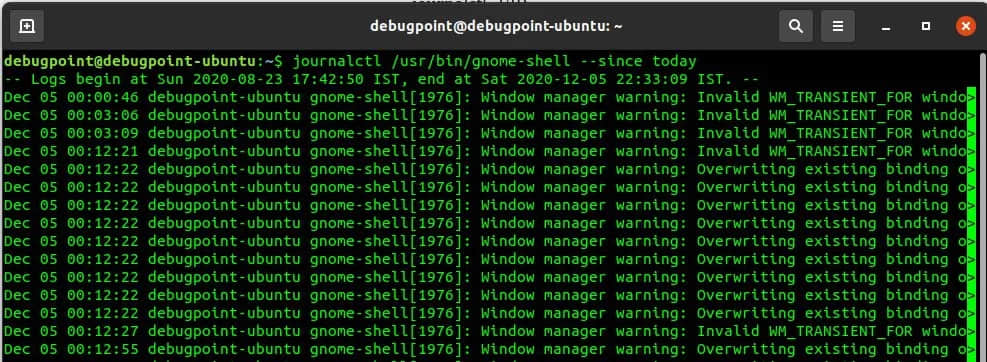 debugpoint@debugpoint-ubuntu: ~
debugpoint@debugpoint-ubuntu:~$ journalctl /usr/bin/gnome-shell --since today
-- Logs begin at Sun 2020-08-23 17:42:50 IST, end at Sat 2020-12-05 22:33:09 IST. --
Dec 05 00:00:46 debugpoint-ubuntu gnome-shell[1976]: Window manager warning: Invalid WM_TRANSIENT_FOR windo>
Dec 05 00:03:06 debugpoint-ubuntu gnome-shell[1976]: Window manager warning: Invalid WM_TRANSIENT_FOR windo>
Dec 05 00:03:09 debugpoint-ubuntu gnome-shell[1976]: Window manager warning: Invalid WM_TRANSIENT_FOR windo>
Dec 05 00:12:21 debugpoint-ubuntu gnome-shell[1976]: Window manager warning: Invalid WM_TRANSIENT_FOR windo>
Dec 05 00:12:22 debugpoint-ubuntu gnome-shell[1976]: Window manager warning: Overwriting existing binding o>
Dec 05 00:12:22 debugpoint-ubuntu gnome-shell[1976]: Window manager warning: Overwriting existing binding o>
Dec 05 00:12:22 debugpoint-ubuntu gnome-shell[1976]: Window manager warning: Overwriting existing binding o>
Dec 05 00:12:22 debugpoint-ubuntu gnome-shell[1976]: Window manager warning: Overwriting existing binding o>
Dec 05 00:12:22 debugpoint-ubuntu gnome-shell[1976]: Window manager warning: Overwriting existing binding o>
Dec 05 00:12:22 debugpoint-ubuntu gnome-shell[1976]: Window manager warning: Overwriting existing binding o>
Dec 05 00:12:22 debugpoint-ubuntu gnome-shell[1976]: Window manager warning: Overwriting existing binding o>
Dec 05 00:12:22 debugpoint-ubuntu gnome-shell[1976]: Window manager warning: Overwriting existing binding o>
Dec 05 00:12:22 debugpoint-ubuntu gnome-shell[1976]: Window manager warning: Overwriting existing binding o>
Dec 05 00:12:27 debugpoint-ubuntu gnome-shell[1976]: Window manager warning: Invalid WM_TRANSIENT_FOR windo>
Dec 05 00:12:55 debugpoint-ubuntu gnome-shell[1976]: Window manager warning: Overwriting existing binding o>